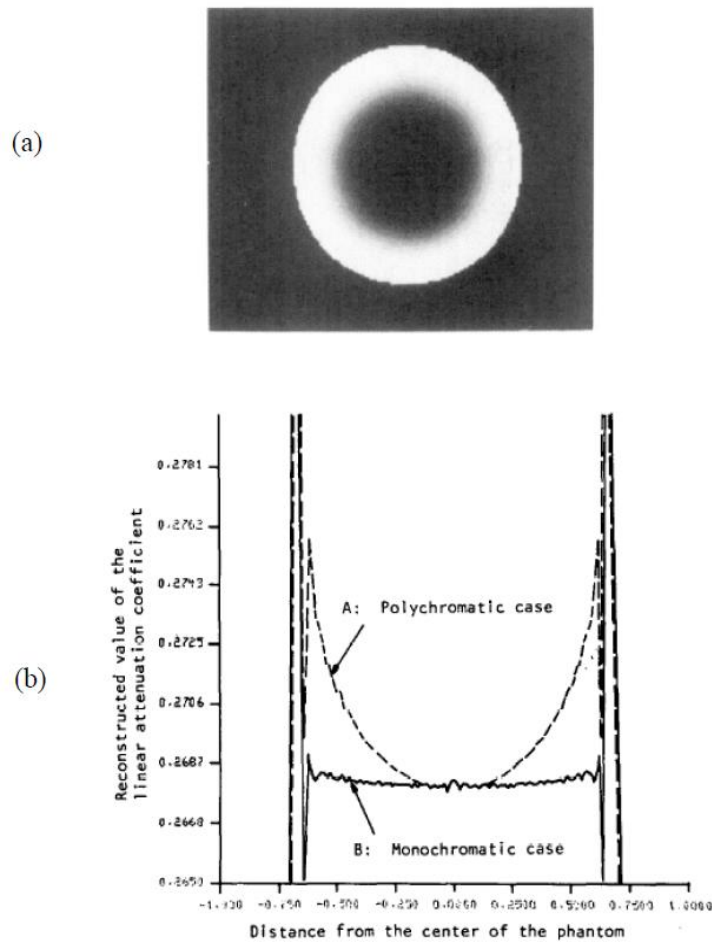 (a)
(b)
Reconstructed value of the
linear attenuation coefficient
0.2781
0.2762
0.2743
0.2725
0.2706
0.2687
0.2668
0.2650
A: Polychromatic case
B: Monochromatic case
-0.250
0.2500
0.5000
0.7500
1.0000
Distance from the center of the phantom